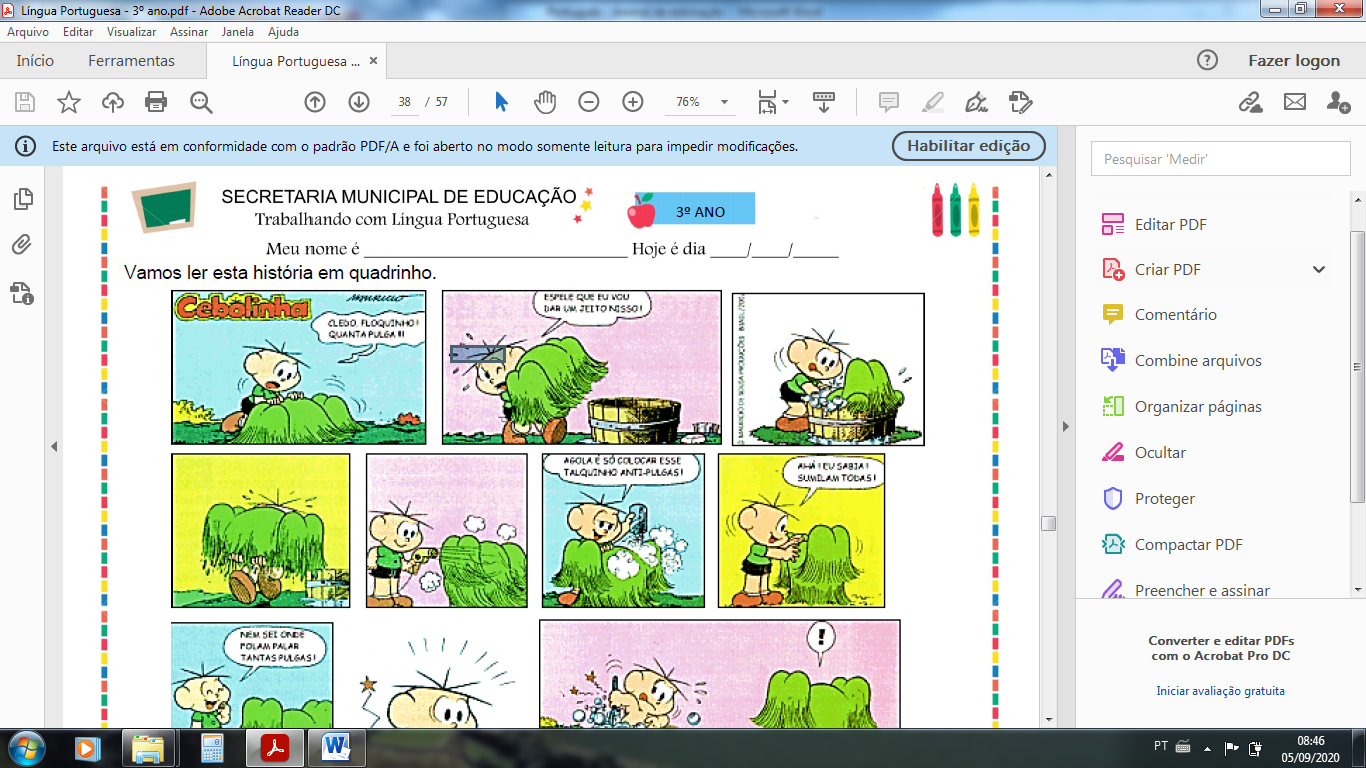 Língua Portuguesa - 3º ano.pdf - Adobe Acrobat Reader DC
Arquivo Editar Visualizar Assinar Janela Ajuda
Início Ferramentas Língua Portuguesa ... × Fazer logon
38 / 57 76%
Este arquivo está em conformidade com o padrão PDF/A e foi aberto no modo somente leitura para impedir modificações. Habilitar edição
SECRETARIA MUNICIPAL DE EDUCAÇÃO
Trabalhando com Língua Portuguesa
3º ANO
Meu nome é ____________________________ Hoje é dia ____/____/_____
Vamos ler esta história em quadrinho.
Cebolinha
CLEDO, FLOQUINHO!
QUANTA PULGA !!!
ESPELE QUE EU VOU
DAR UM JEITO NISSO!
AGOLA É SÓ COLOCAR ESSE
TALQUINHO ANTI-PULGAS!
AHÁ! EU SABIA!
SUMILAM TODAS!
NEM SEI ONDE
FOLAM PALAR
TANTAS PULGAS!
!
Pesquisar 'Medir'
Editar PDF
Criar PDF
Comentário
Combine arquivos
Organizar páginas
Ocultar
Proteger
Compactar PDF
Preencher e assinar
Converter e editar PDFs
com o Acrobat Pro DC
Iniciar avaliação gratuita
PT
08:46
05/09/2020